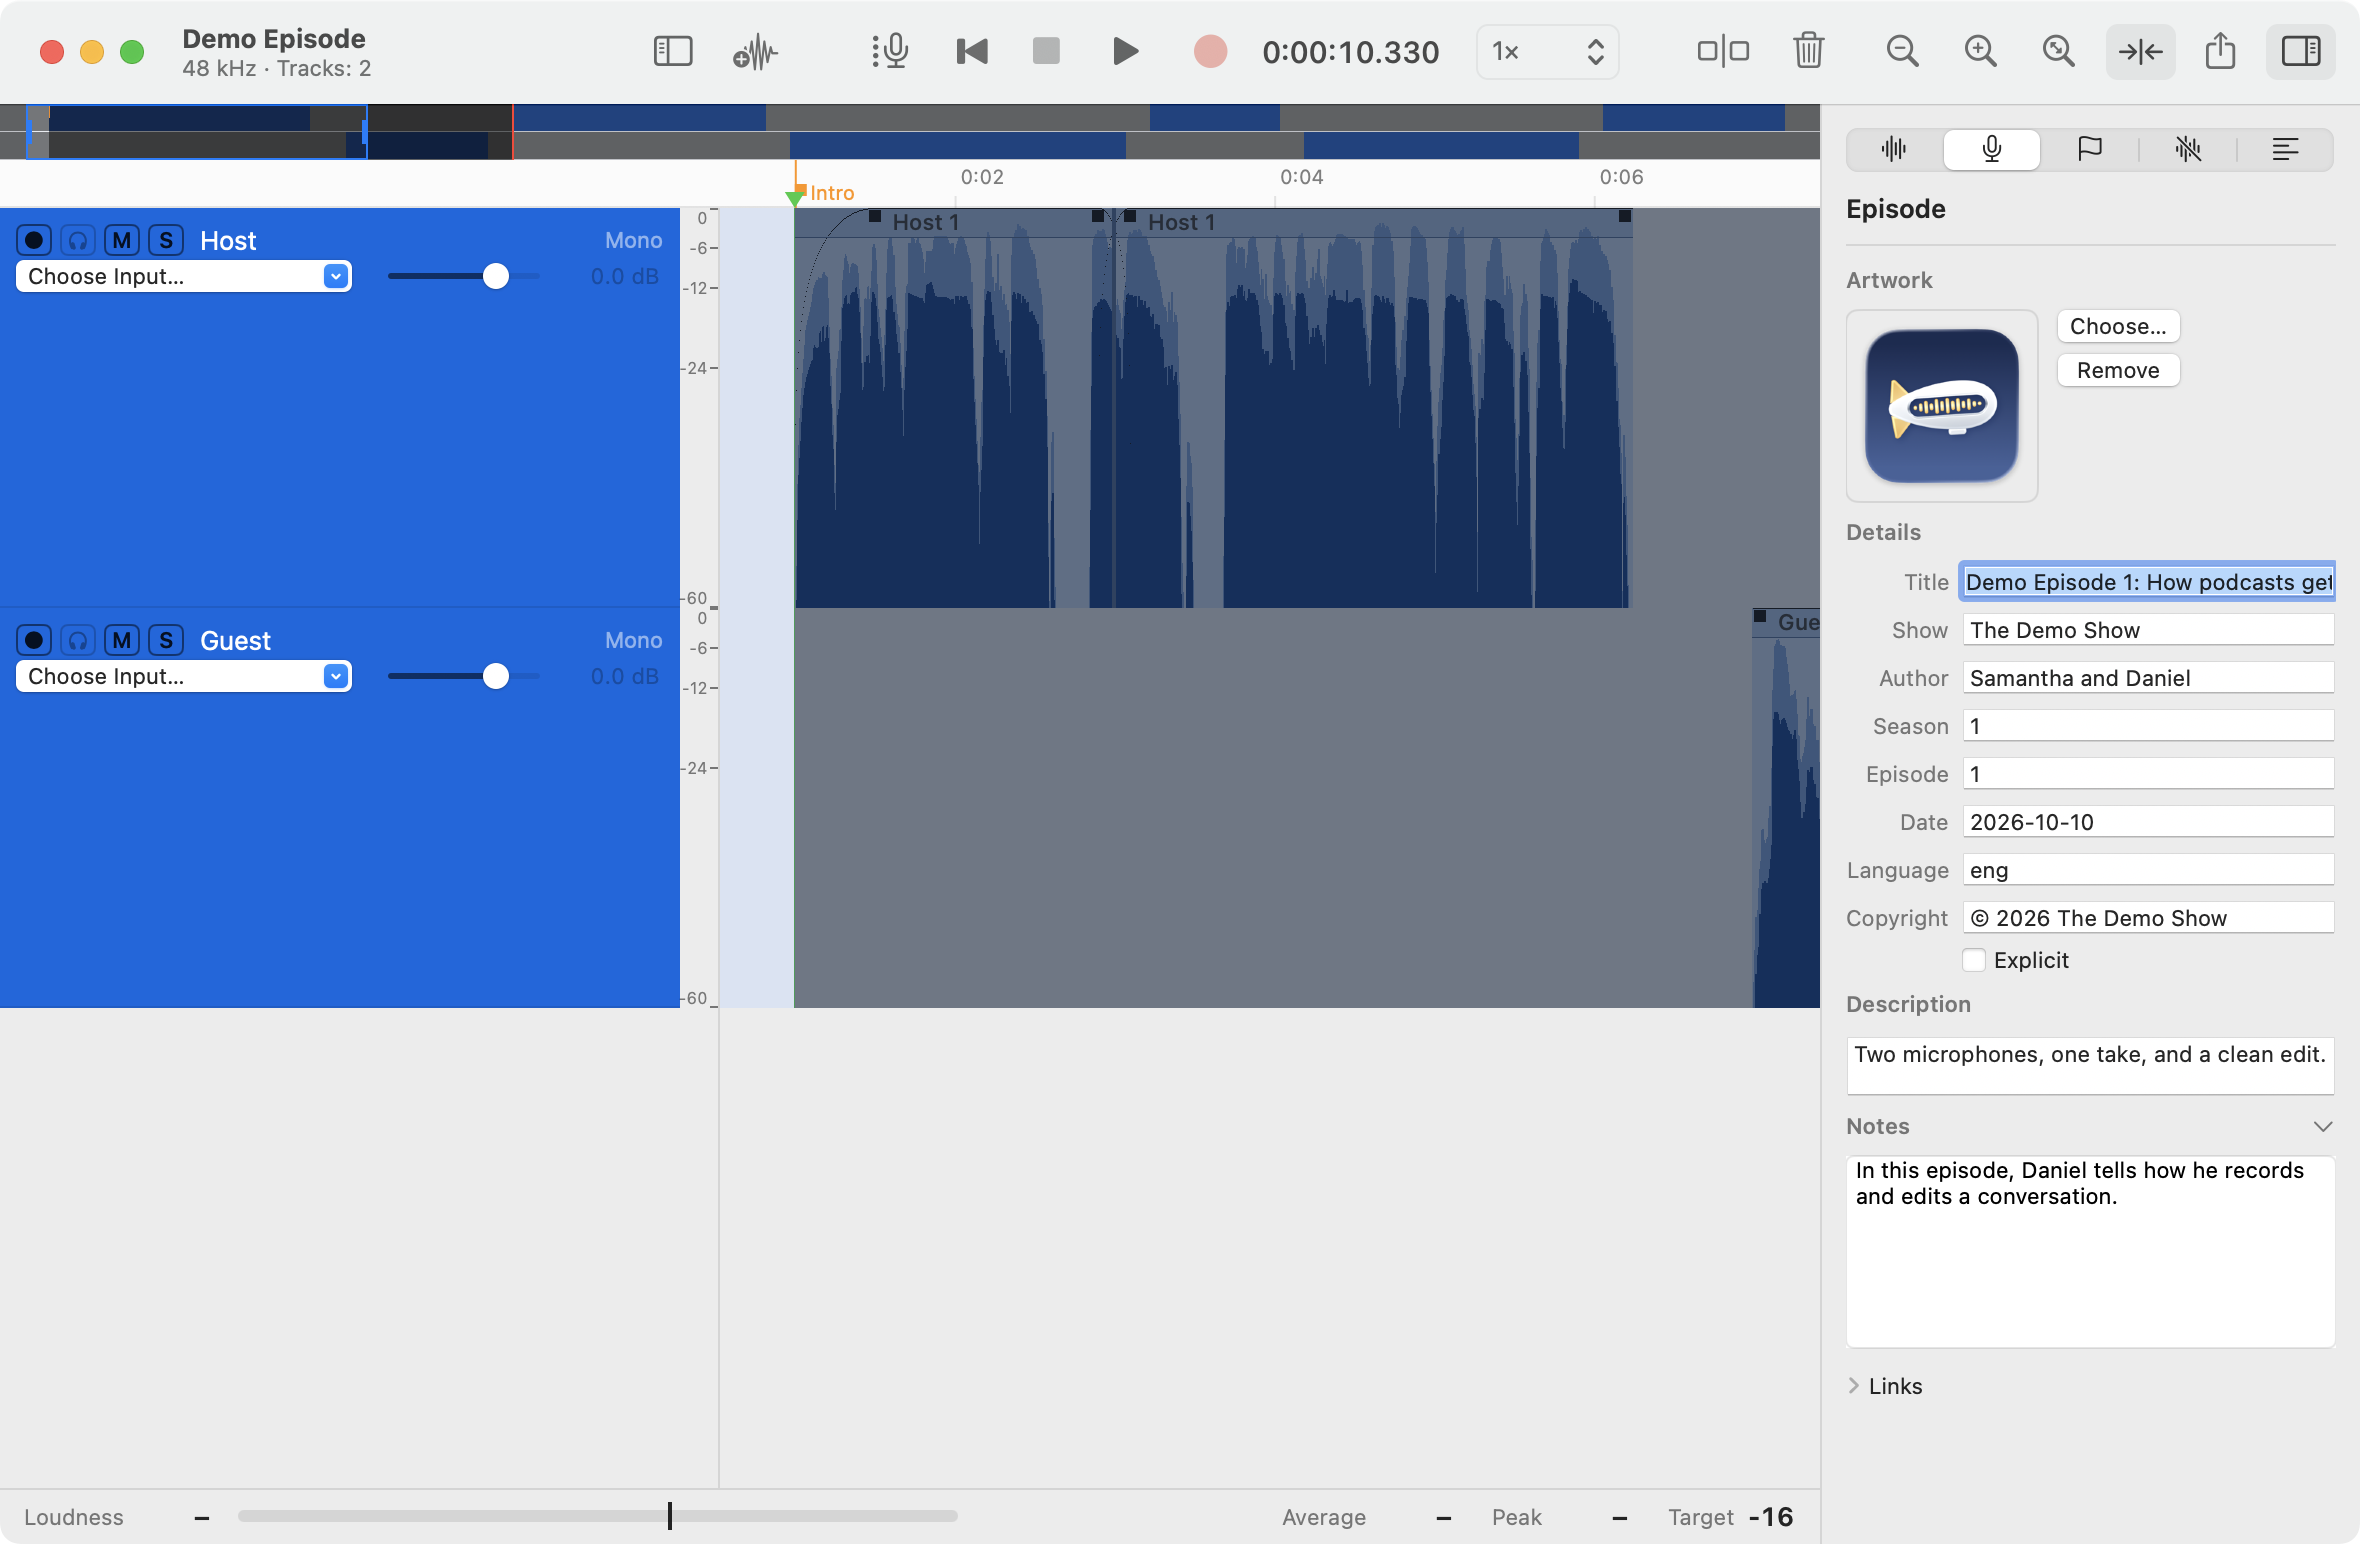 Demo Episode
48 kHz · Tracks: 2
0:00:10.330
1×
Intro
0:02
0:04
0:06
M
S
Host
Mono
Choose Input...
0.0 dB
0
-6
-12
-24
-60
Host 1
Host 1
M
S
Guest
Mono
Choose Input...
0.0 dB
0
-6
-12
-24
-60
Gue
Loudness
–
Average
–
Peak
–
Target
-16
Episode
Artwork
Choose...
Remove
Details
Title
Demo Episode 1: How podcasts get
Show
The Demo Show
Author
Samantha and Daniel
Season
1
Episode
1
Date
2026-10-10
Language
eng
Copyright
© 2026 The Demo Show
Explicit
Description
Two microphones, one take, and a clean edit.
Notes
In this episode, Daniel tells how he records
and edits a conversation.
Links